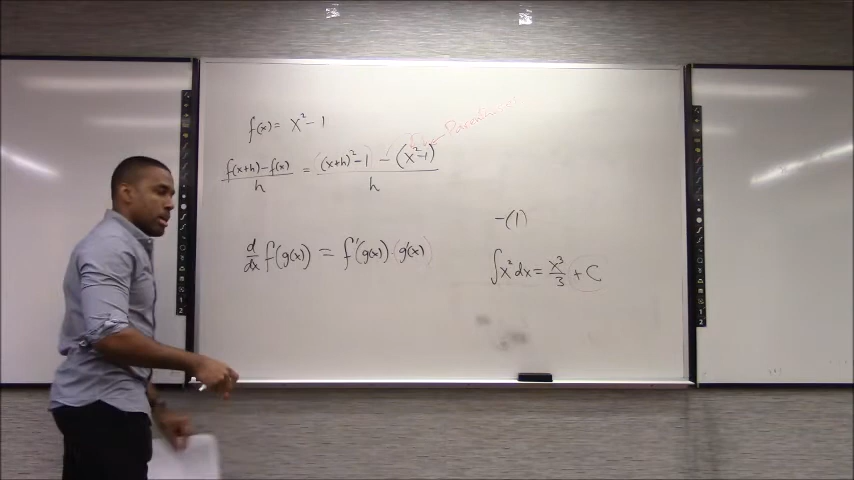 f(x) = x² - 1
Parentheses!
f(x+h) - f(x) / h = (x+h)² - 1 - (x² - 1) / h
d/dx f(g(x)) = f'(g(x)) · g'(x)
-(1)
∫x² dx = x³/3 + C